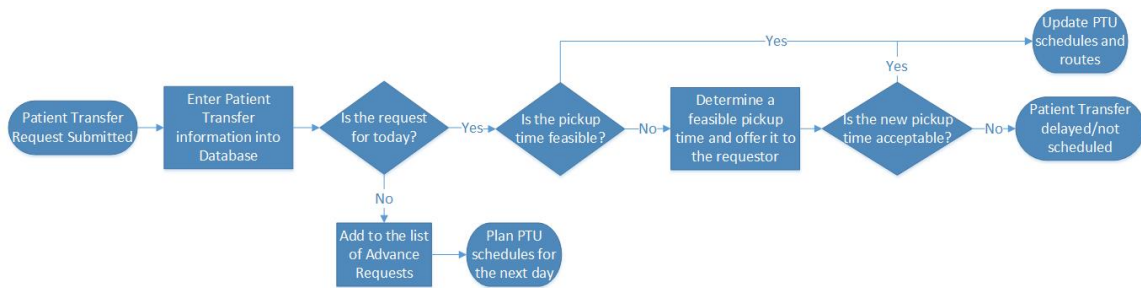 Patient Transfer
Request Submitted
Enter Patient
Transfer
information into
Database
Is the request
for today?
Yes
Is the pickup
time feasible?
No
Determine a
feasible pickup
time and offer it to
the requestor
Is the new pickup
time acceptable?
No
Patient Transfer
delayed/not
scheduled
Yes
Yes
Update PTU
schedules and
routes
No
Add to the list
of Advance
Requests
Plan PTU
schedules for
the next day